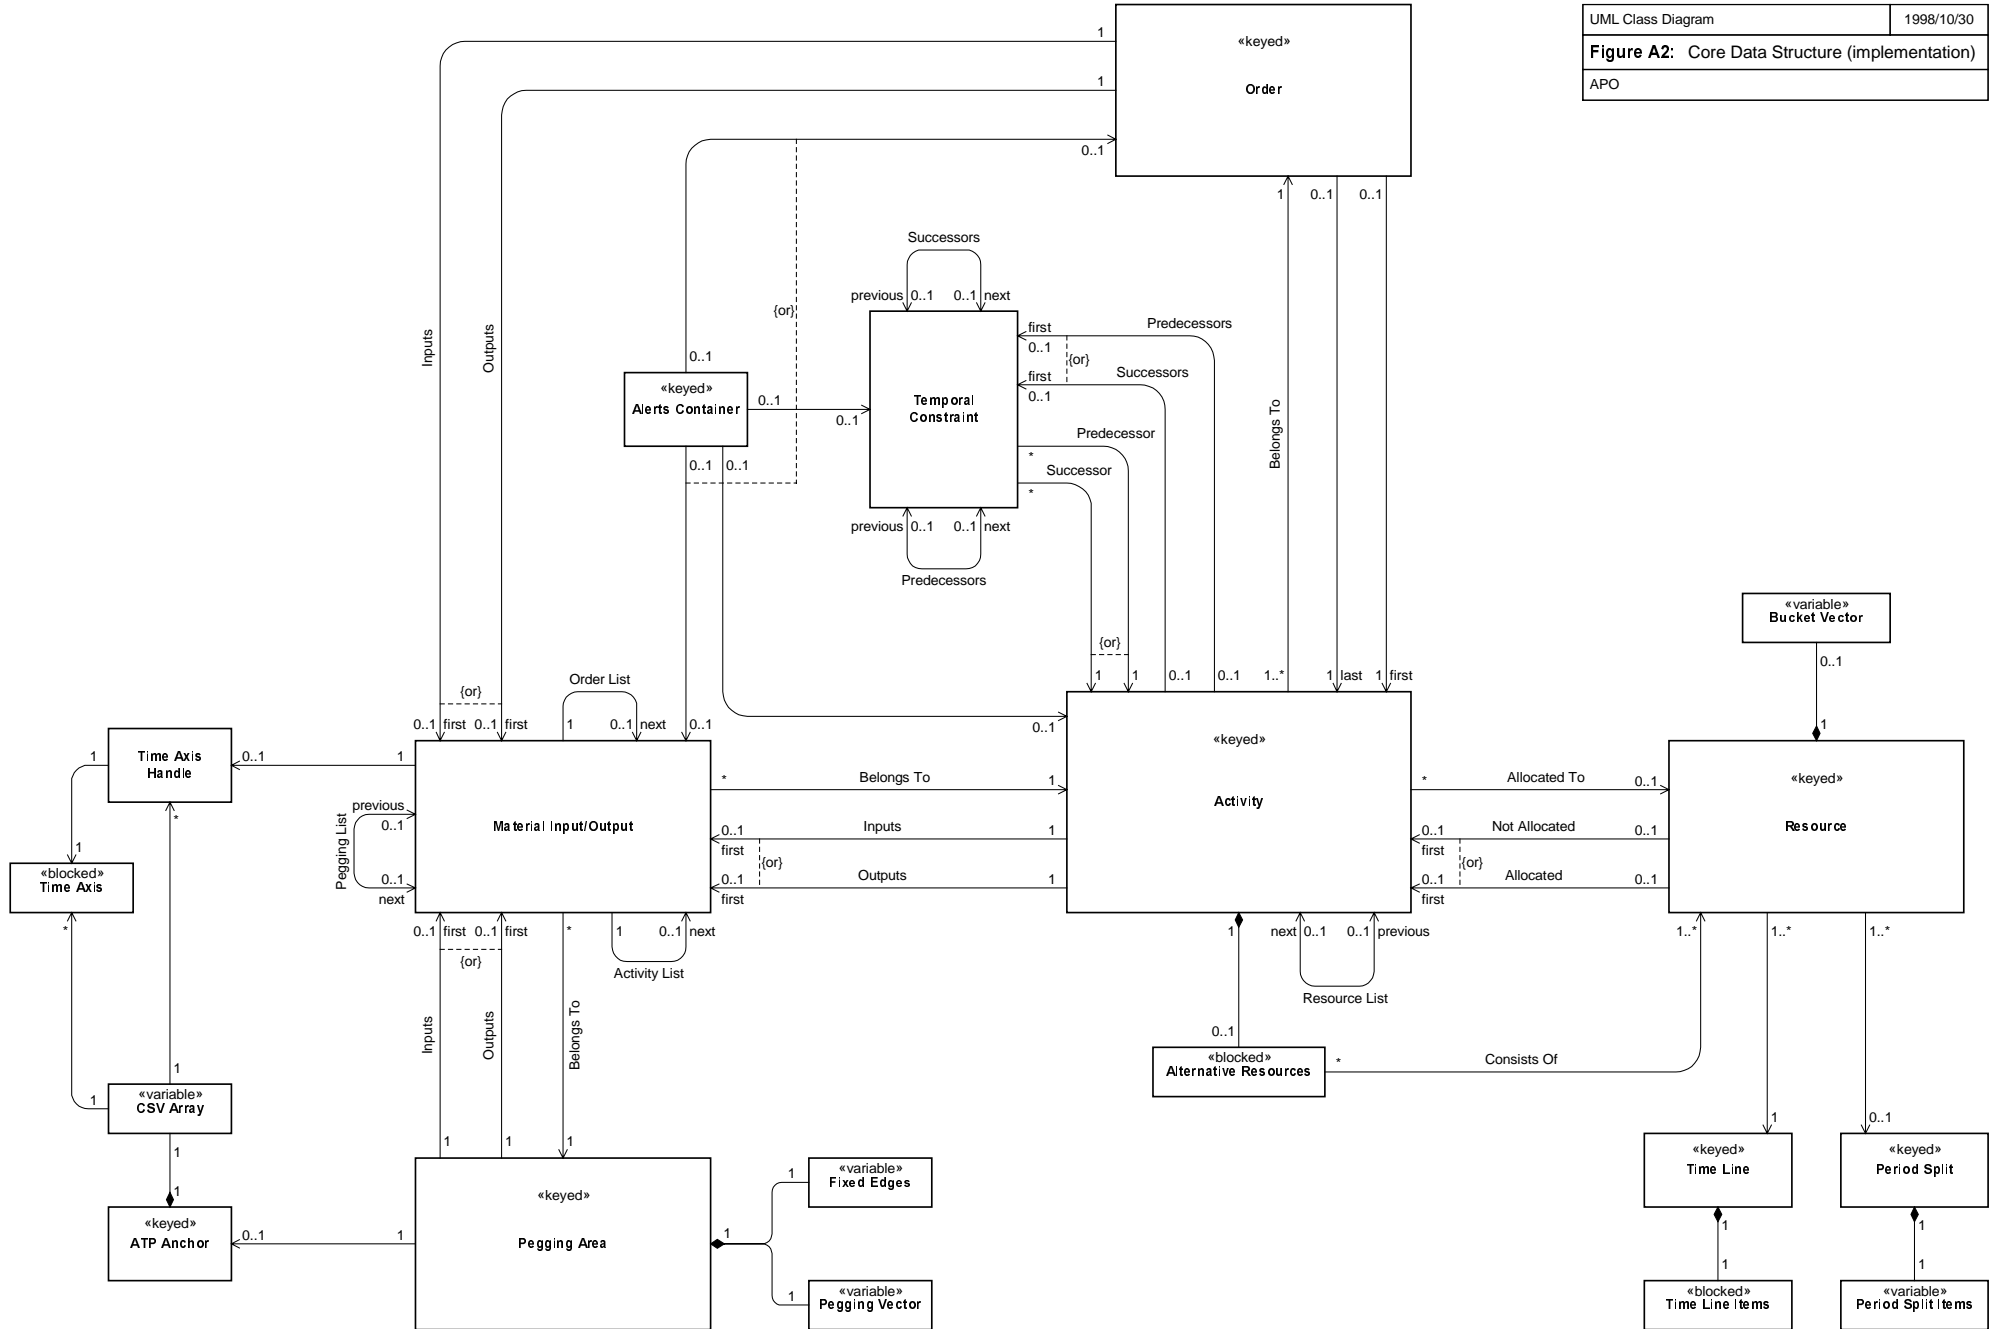 UML Class Diagram
1998/10/30
Figure A2: Core Data Structure (implementation)
APO
«keyed»
Order
1
1
0..1
1
0..1
0..1
Successors
previous
0..1
0..1
next
{or}
Inputs
Outputs
first
Predecessors
0..1
{or}
first
Successors
0..1
0..1
«keyed»
Alerts Container
0..1
0..1
Temporal
Constraint
Predecessor
*
Successor
*
Belongs To
0..1
0..1
previous
0..1
0..1
next
Predecessors
«variable»
Bucket Vector
0..1
{or}
1
1
0..1
0..1
1..*
1
last
1
first
Order List
{or}
0..1
first
0..1
first
1
0..1
next
0..1
0..1
1
Time Axis
Handle
1
0..1
1
«keyed»
Activity
«keyed»
Resource
*
Belongs To
1
*
Allocated To
0..1
previous
0..1
Pegging List
0..1
next
Material Input/Output
0..1
Inputs
1
first
{or}
0..1
Outputs
1
first
0..1
Not Allocated
0..1
first
{or}
0..1
Allocated
0..1
first
*
1
«blocked»
Time Axis
*
0..1
first
0..1
first
*
1
0..1
next
{or}
Activity List
1
next
0..1
0..1
previous
Resource List
1..*
1..*
1..*
Inputs
Outputs
Belongs To
0..1
«blocked»
Alternative Resources
*
Consists Of
1
1
«variable»
CSV Array
1
1
1
1
1
1
1
0..1
«keyed»
ATP Anchor
0..1
1
«keyed»
Pegging Area
1
1
«variable»
Fixed Edges
1
«variable»
Pegging Vector
«keyed»
Time Line
«keyed»
Period Split
1
1
1
1
«blocked»
Time Line Items
«variable»
Period Split Items